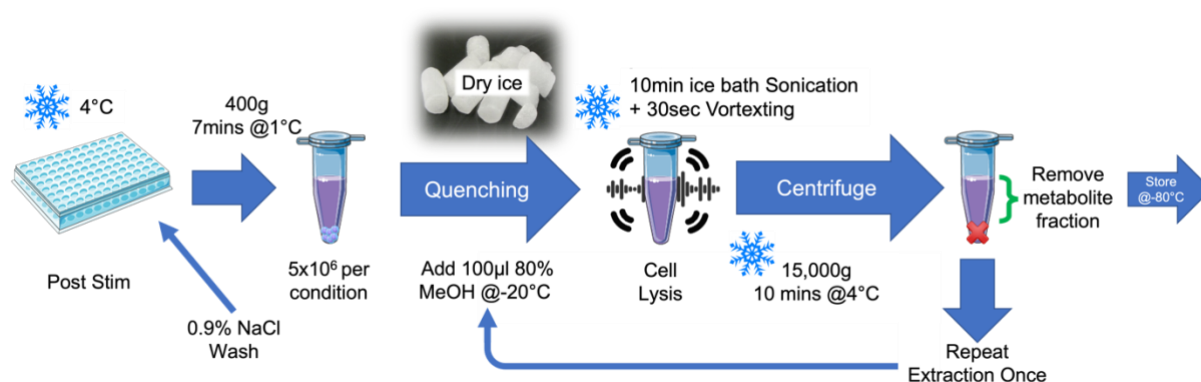 4°C
Post Stim
0.9% NaCl
Wash
400g
7mins @1°C
5x10⁶ per
condition
Dry ice
Quenching
Add 100µl 80%
MeOH @-20°C
10min ice bath Sonication
+ 30sec Vortexting
Cell
Lysis
Centrifuge
15,000g
10 mins @4°C
Remove
metabolite
fraction
Store
@-80°C
Repeat
Extraction Once